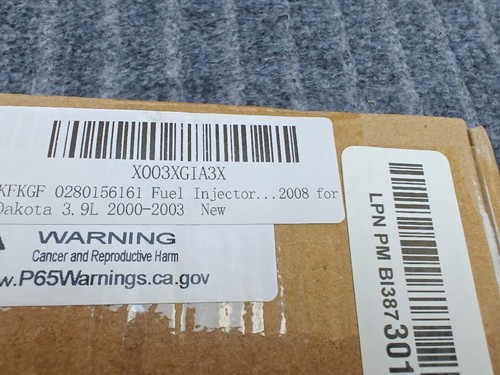 X003XGIA3X
KFKGF 0280156161 Fuel Injector...2008 for
Dakota 3.9L 2000-2003 New
WARNING
Cancer and Reproductive Harm
w.P65Warnings.ca.gov
LPN PM BI387301